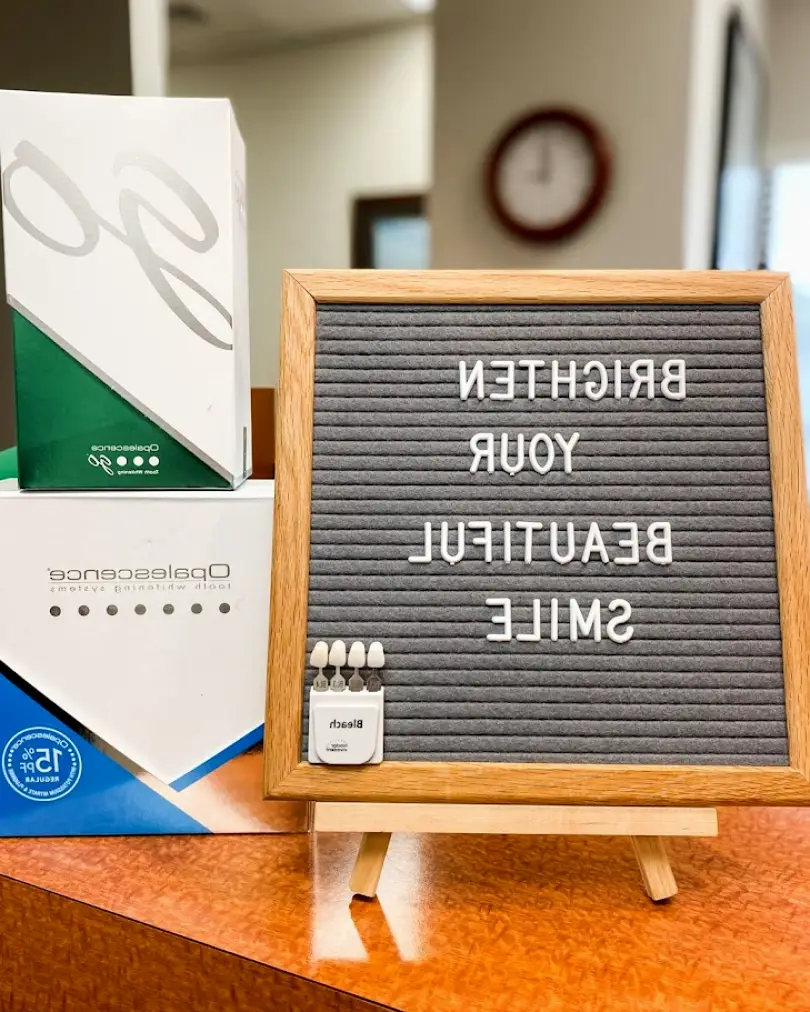 go
Opalescence
go
Tooth Whitening
Opalescence®
tooth whitening systems
Opalescence
15% PF
REGULAR
BRIGHTEN
YOUR
BEAUTIFUL
SMILE
Bleach